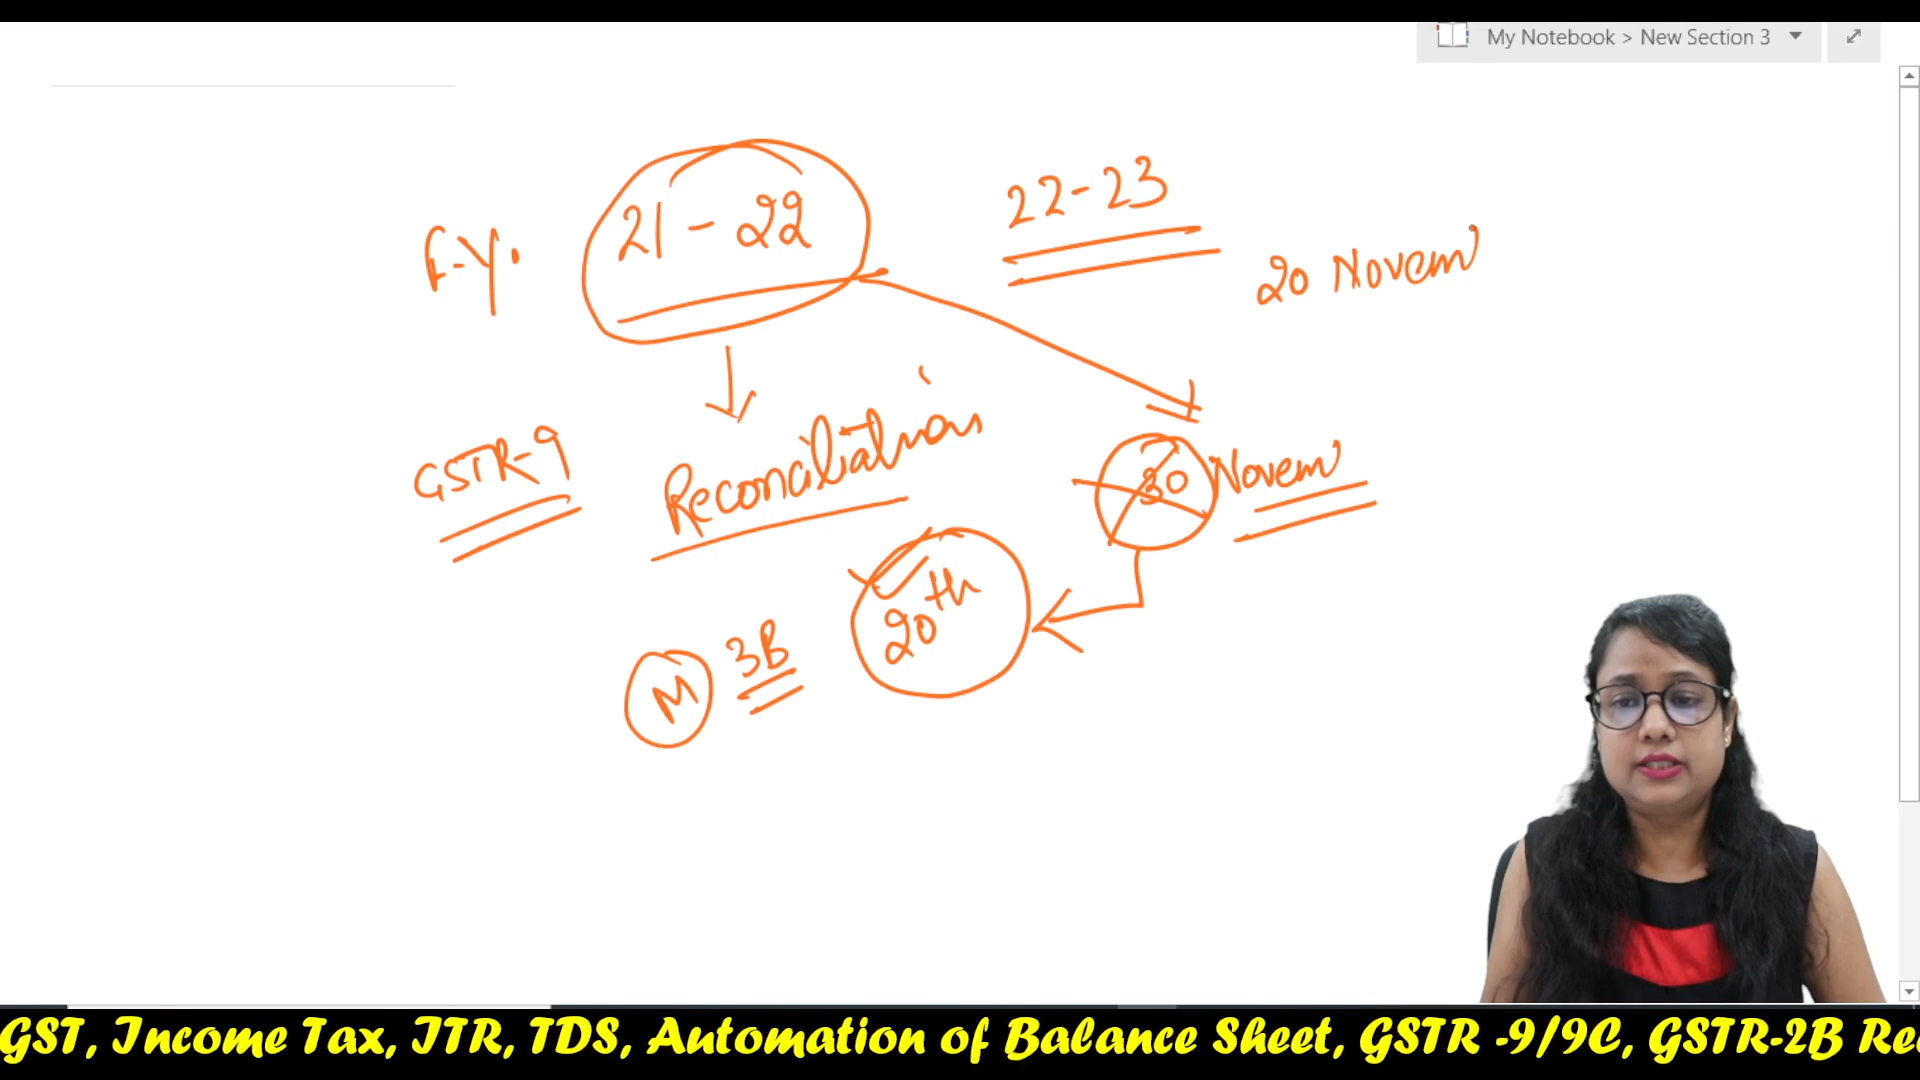 My Notebook > New Section 3
F.Y. 21-22
22-23
20 Novem
GSTR-9
Reconciliation
30 Novem
20th
M 3B
GST, Income Tax, ITR, TDS, Automation of Balance Sheet, GSTR -9/9C, GSTR-2B Re